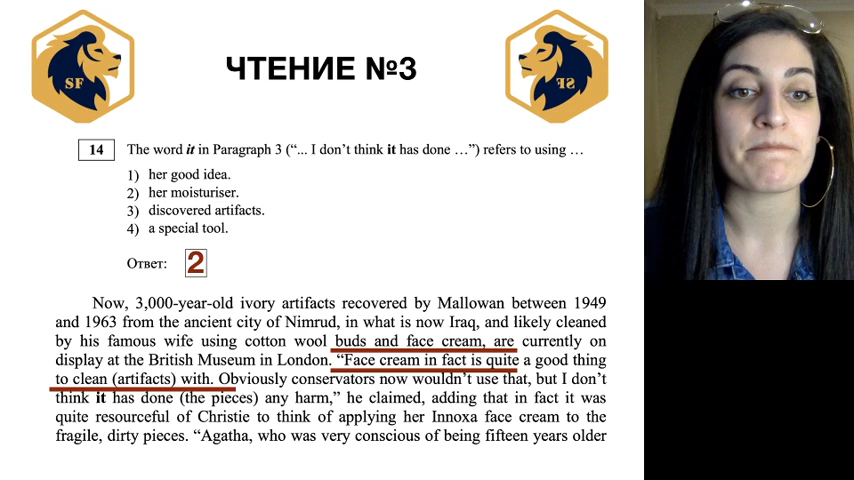 SF
SF
ЧТЕНИЕ №3
14 The word it in Paragraph 3 (“... I don’t think it has done …”) refers to using …
1) her good idea.
2) her moisturiser.
3) discovered artifacts.
4) a special tool.
Ответ: 2
Now, 3,000-year-old ivory artifacts recovered by Mallowan between 1949
and 1963 from the ancient city of Nimrud, in what is now Iraq, and likely cleaned
by his famous wife using cotton wool buds and face cream, are currently on
display at the British Museum in London. “Face cream in fact is quite a good thing
to clean (artifacts) with. Obviously conservators now wouldn’t use that, but I don’t
think it has done (the pieces) any harm,” he claimed, adding that in fact it was
quite resourceful of Christie to think of applying her Innoxa face cream to the
fragile, dirty pieces. “Agatha, who was very conscious of being fifteen years older